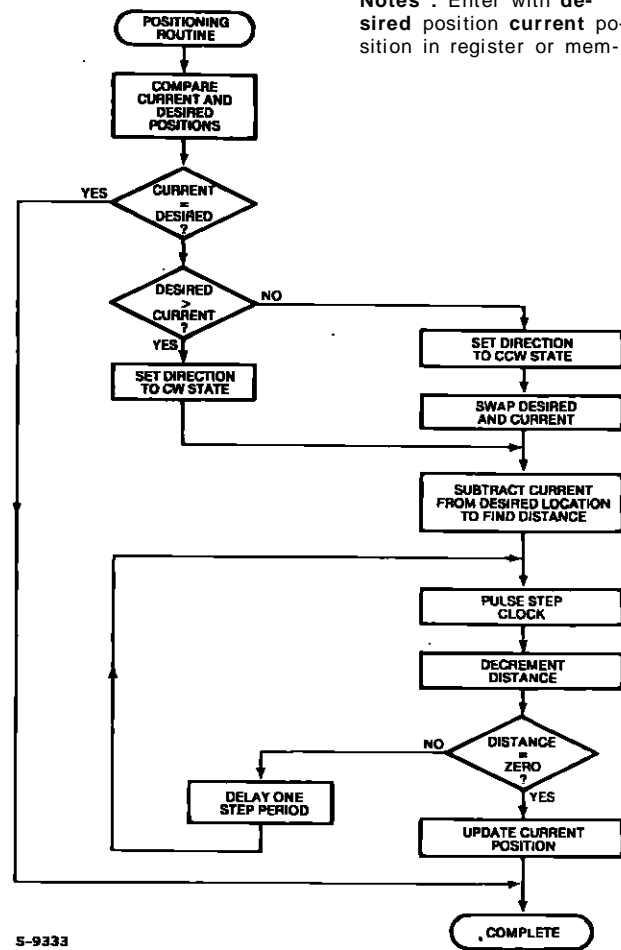 Notes : Enter with de-
sired position current po-
sition in register or mem-
POSITIONING
ROUTINE
COMPARE
CURRENT AND
DESIRED
POSITIONS
YES
CURRENT
=
DESIRED
?
DESIRED
>
CURRENT
?
NO
YES
SET DIRECTION
TO CW STATE
SET DIRECTION
TO CCW STATE
SWAP DESIRED
AND CURRENT
SUBTRACT CURRENT
FROM DESIRED LOCATION
TO FIND DISTANCE
PULSE STEP
CLOCK
DECREMENT
DISTANCE
NO
DISTANCE
=
ZERO
?
YES
DELAY ONE
STEP PERIOD
UPDATE CURRENT
POSITION
COMPLETE
S-9333